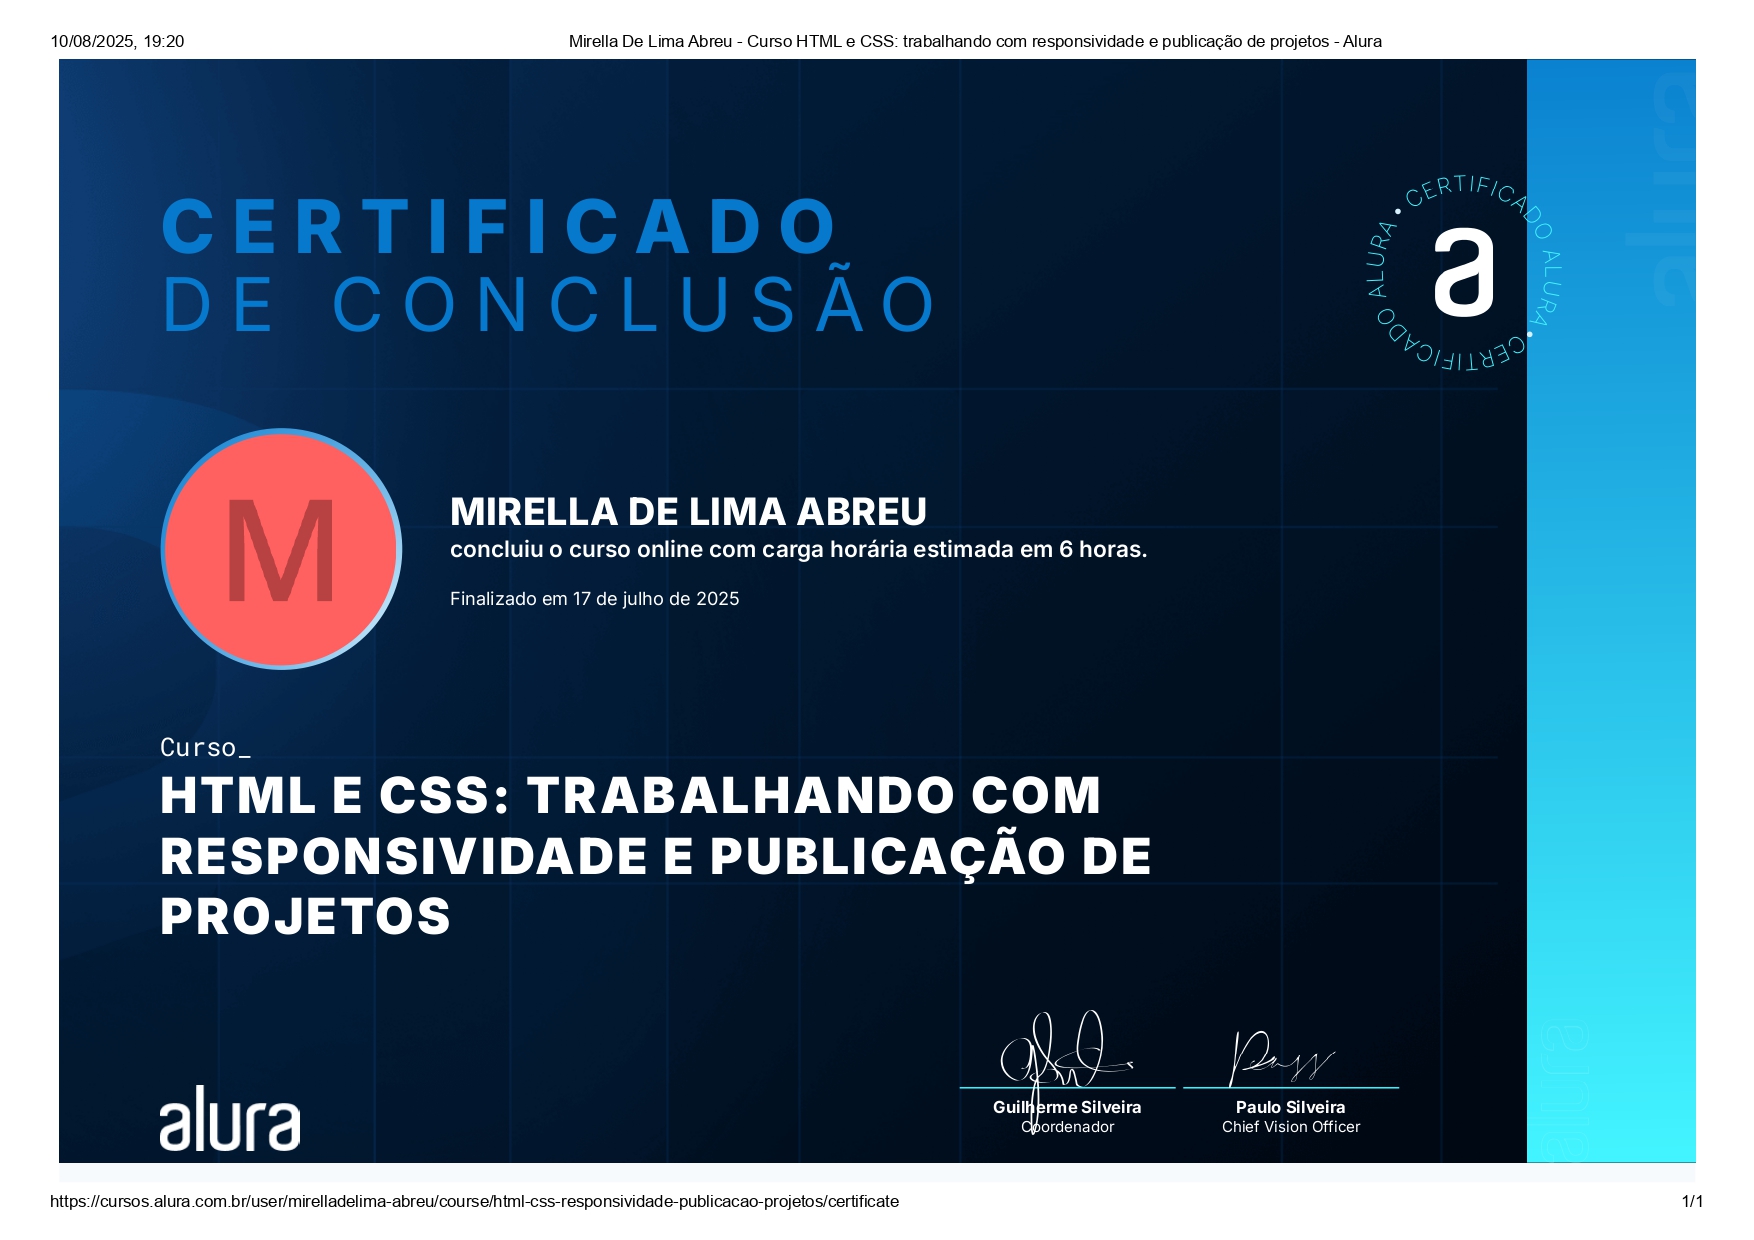 10/08/2025, 19:20
Mirella De Lima Abreu - Curso HTML e CSS: trabalhando com responsividade e publicação de projetos - Alura
CERTIFICADO
DE CONCLUSÃO
• CERTIFICADO ALURA • CERTIFICADO ALURA
a
alura
M
MIRELLA DE LIMA ABREU
concluiu o curso online com carga horária estimada em 6 horas.
Finalizado em 17 de julho de 2025
Curso_
HTML E CSS: TRABALHANDO COM
RESPONSIVIDADE E PUBLICAÇÃO DE
PROJETOS
Guilherme Silveira
Coordenador
Paulo Silveira
Chief Vision Officer
alura
alura
https://cursos.alura.com.br/user/mirelladelima-abreu/course/html-css-responsividade-publicacao-projetos/certificate
1/1